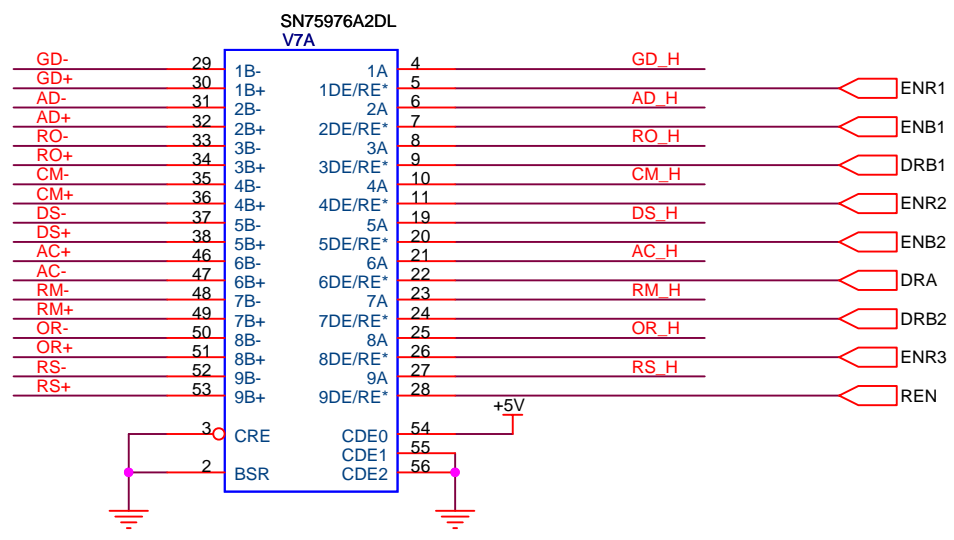 SN75976A2DL
V7A
GD- 29 1B- 1A 4 GD_H
GD+ 30 1B+ 1DE/RE* 5 ENR1
AD- 31 2B- 2A 6 AD_H
AD+ 32 2B+ 2DE/RE* 7 ENB1
RO- 33 3B- 3A 8 RO_H
RO+ 34 3B+ 3DE/RE* 9 DRB1
CM- 35 4B- 4A 10 CM_H
CM+ 36 4B+ 4DE/RE* 11 ENR2
DS- 37 5B- 5A 19 DS_H
DS+ 38 5B+ 5DE/RE* 20 ENB2
AC+ 46 6B- 6A 21 AC_H
AC- 47 6B+ 6DE/RE* 22 DRA
RM- 48 7B- 7A 23 RM_H
RM+ 49 7B+ 7DE/RE* 24 DRB2
OR- 50 8B- 8A 25 OR_H
OR+ 51 8B+ 8DE/RE* 26 ENR3
RS- 52 9B- 9A 27 RS_H
RS+ 53 9B+ 9DE/RE* 28 REN
+5V
3 CRE CDE0 54
CDE1 55
2 BSR CDE2 56